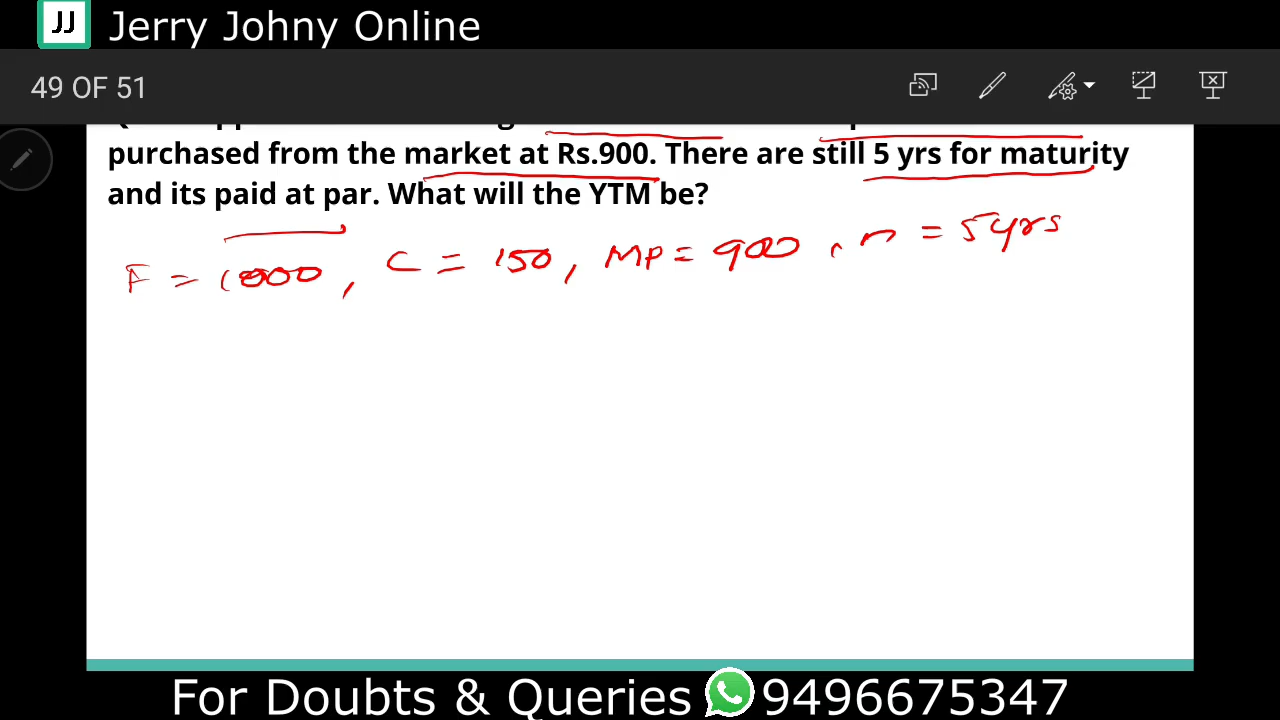 JJ Jerry Johny Online
49 OF 51
purchased from the market at Rs.900. There are still 5 yrs for maturity
and its paid at par. What will the YTM be?
F = 1000, C = 150, MP = 900, n = 5yrs
For Doubts & Queries 9496675347